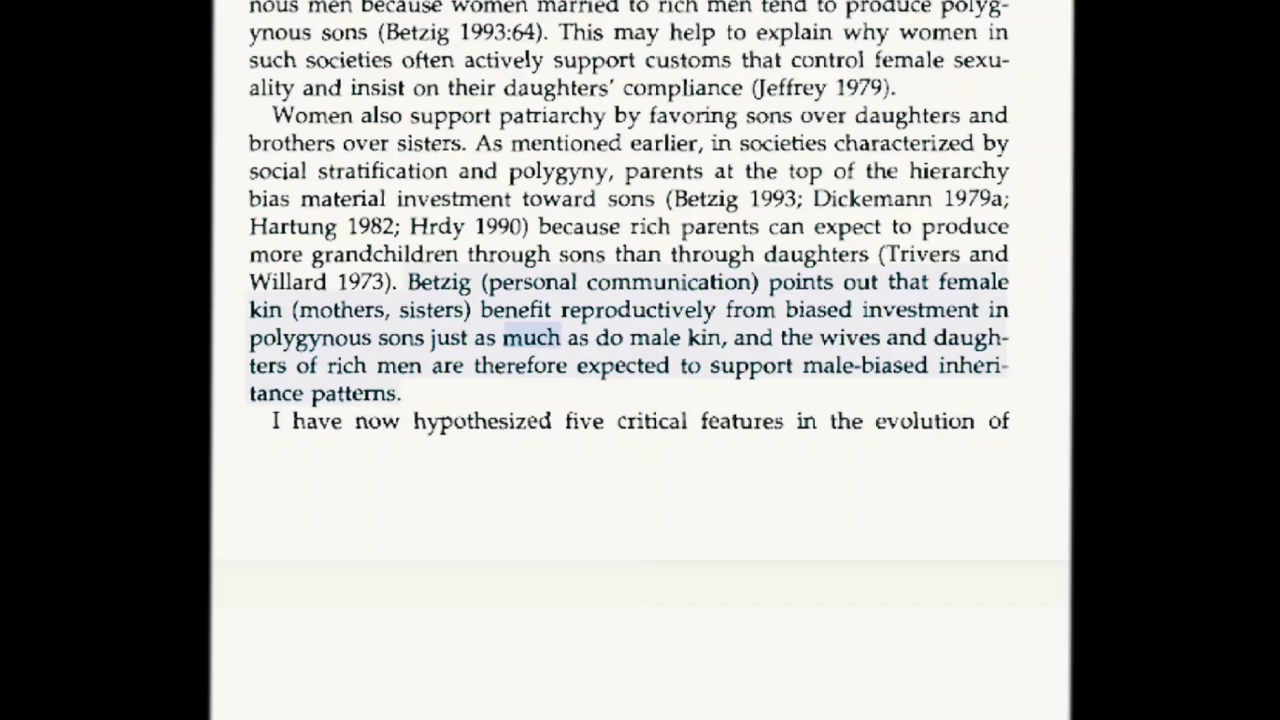 nous men because women married to rich men tend to produce polyg-
ynous sons (Betzig 1993:64). This may help to explain why women in
such societies often actively support customs that control female sexu-
ality and insist on their daughters' compliance (Jeffrey 1979).
Women also support patriarchy by favoring sons over daughters and
brothers over sisters. As mentioned earlier, in societies characterized by
social stratification and polygyny, parents at the top of the hierarchy
bias material investment toward sons (Betzig 1993; Dickemann 1979a;
Hartung 1982; Hrdy 1990) because rich parents can expect to produce
more grandchildren through sons than through daughters (Trivers and
Willard 1973). Betzig (personal communication) points out that female
kin (mothers, sisters) benefit reproductively from biased investment in
polygynous sons just as much as do male kin, and the wives and daugh-
ters of rich men are therefore expected to support male-biased inheri-
tance patterns.
I have now hypothesized five critical features in the evolution of